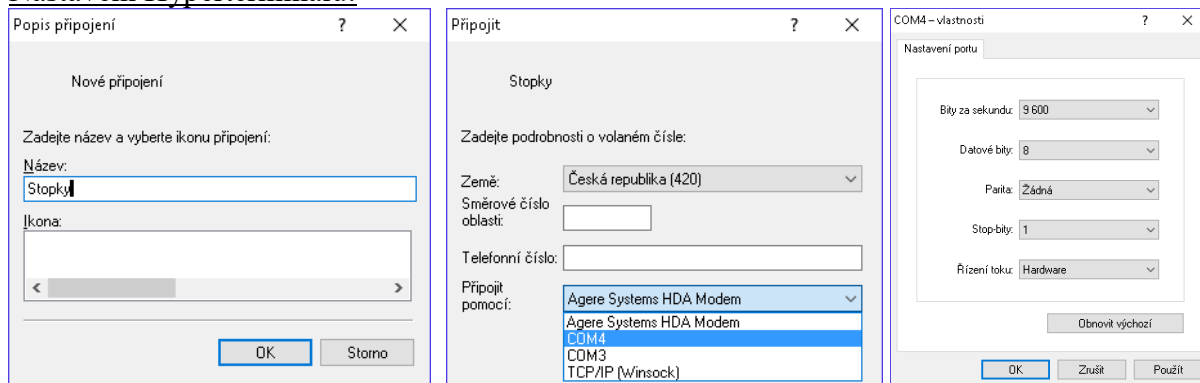 Nastavení Hyperterminálu:
Popis připojení ? ×
Nové připojení
Zadejte název a vyberte ikonu připojení:
Název:
Stopky
Ikona:
OK Storno
Připojit ? ×
Stopky
Zadejte podrobnosti o volaném čísle:
Země: Česká republika (420)
Směrové číslo
oblasti:
Telefonní číslo:
Připojit
pomocí: Agere Systems HDA Modem
Agere Systems HDA Modem
COM4
COM3
TCP/IP (Winsock)
COM4 – vlastnosti ? ×
Nastavení portu
Bity za sekundu: 9 600
Datové bity: 8
Parita: Žádná
Stop-bity: 1
Řízení toku: Hardware
Obnovit výchozí
OK Zrušit Použít